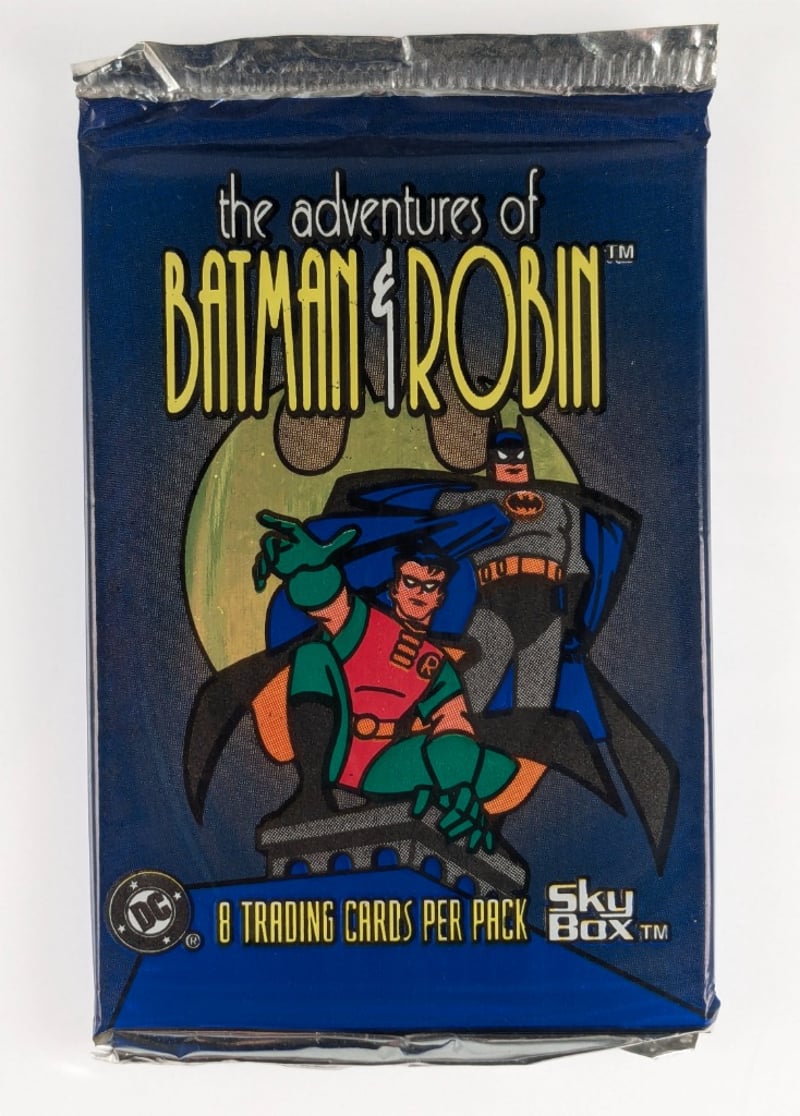 the adventures of
BATMAN & ROBIN™
R
DC
®
8 TRADING CARDS PER PACK
Sky
Box™